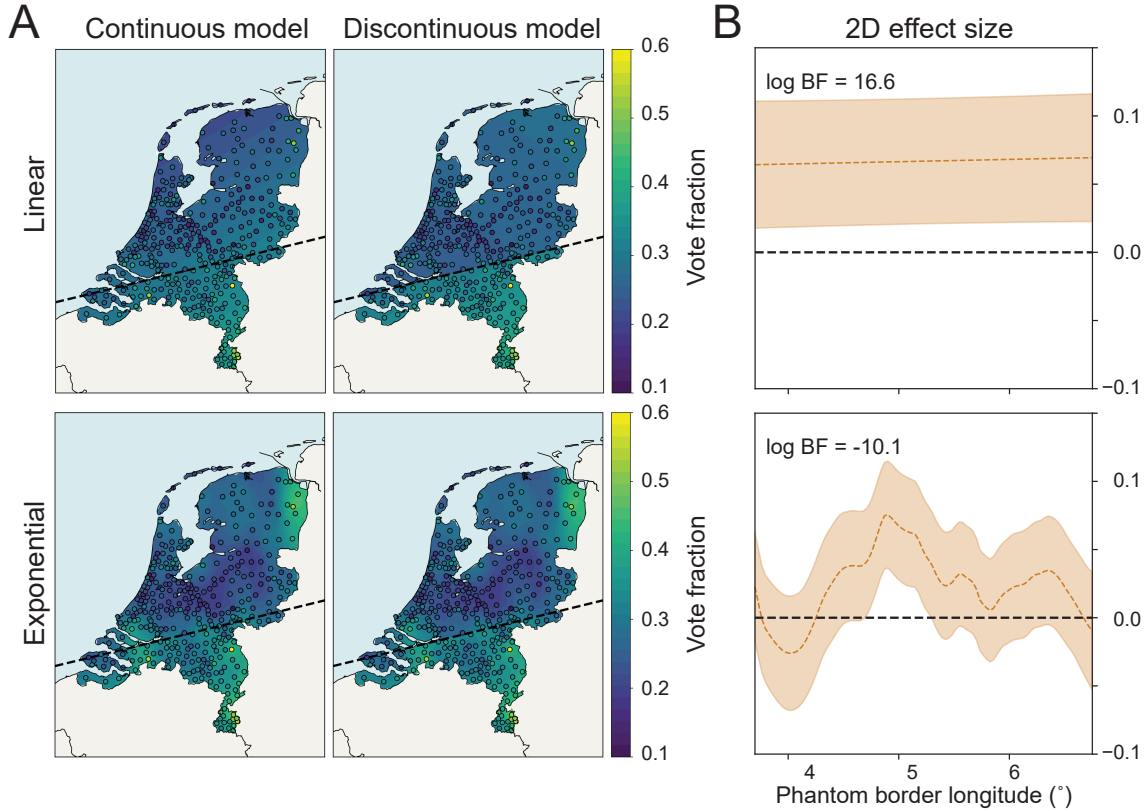 A
Continuous model
Discontinuous model
B
2D effect size
Linear
0.6
0.5
0.4
0.3
0.2
0.1
Vote fraction
log BF = 16.6
0.1
0.0
−0.1
Exponential
0.6
0.5
0.4
0.3
0.2
0.1
Vote fraction
log BF = -10.1
0.1
0.0
−0.1
4
5
6
Phantom border longitude (˚)